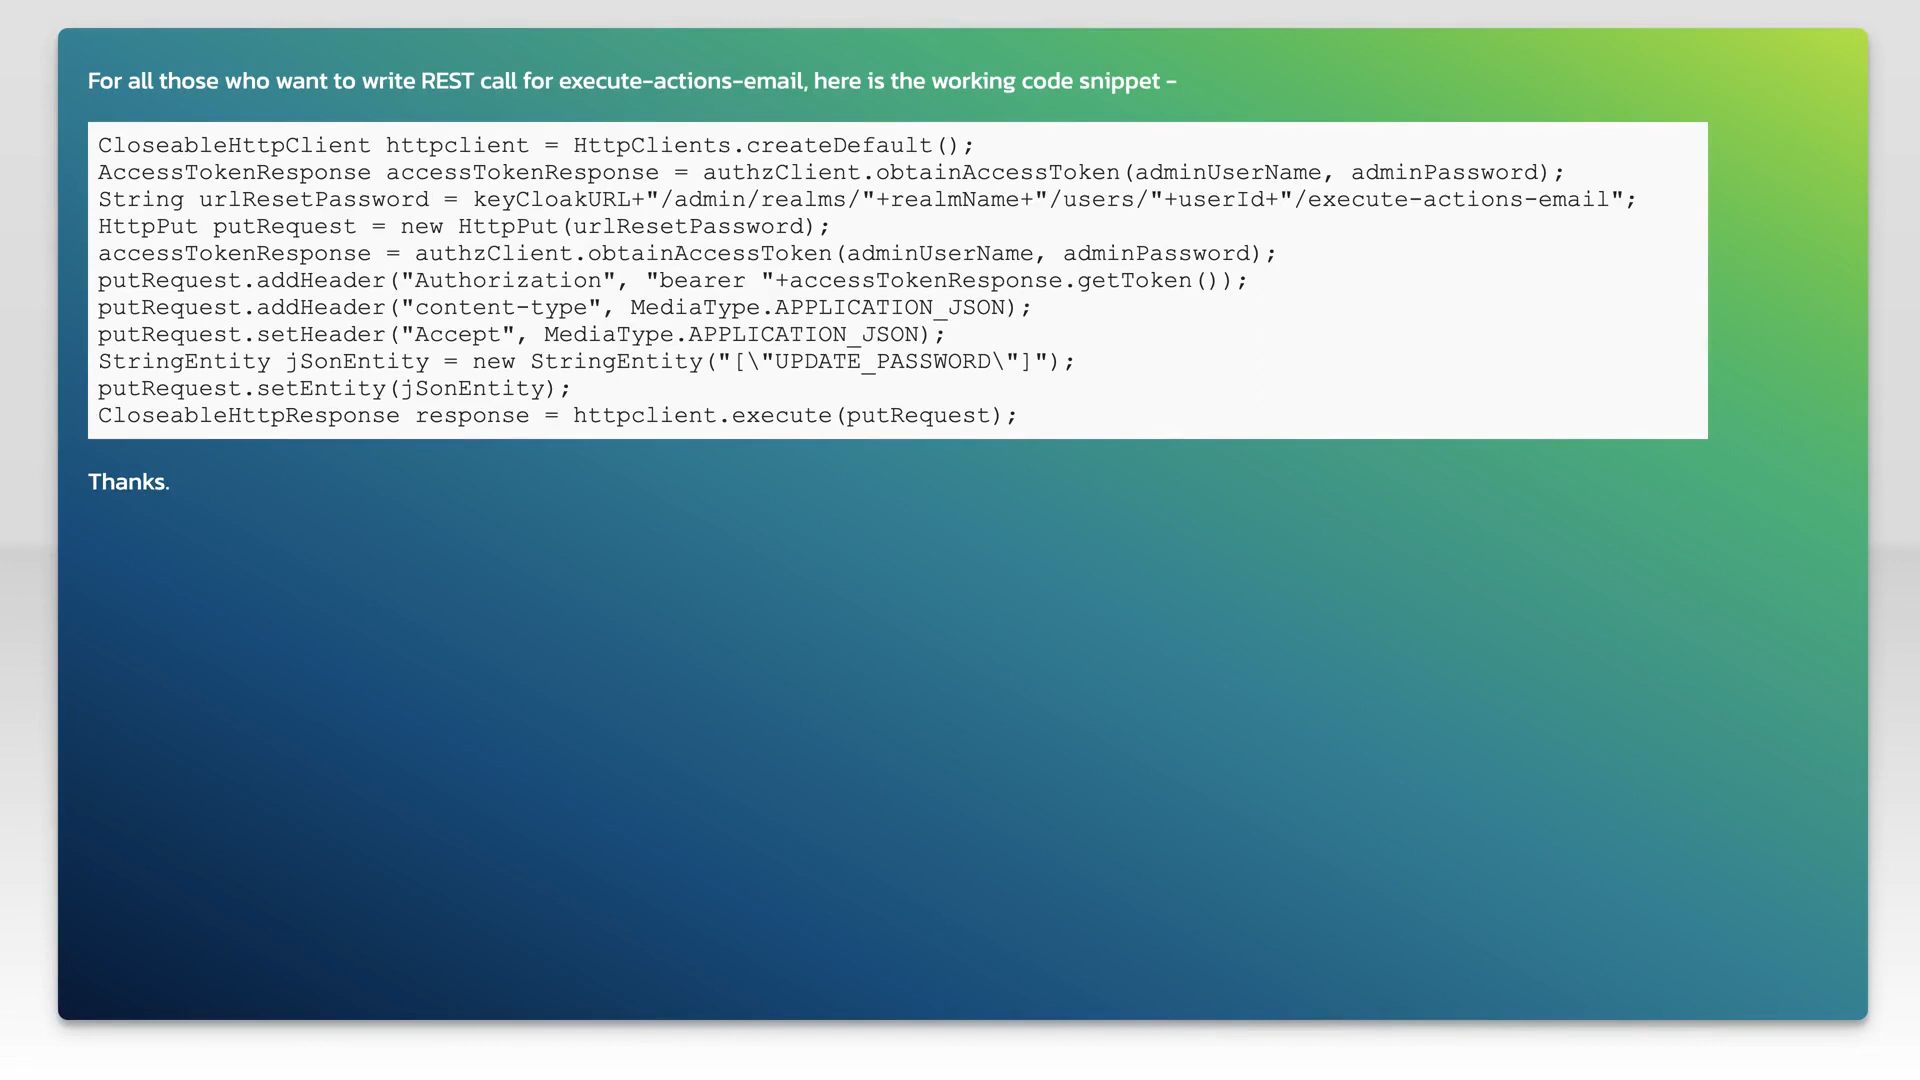 For all those who want to write REST call for execute-actions-email, here is the working code snippet -
CloseableHttpClient httpclient = HttpClients.createDefault();
AccessTokenResponse accessTokenResponse = authzClient.obtainAccessToken(adminUserName, adminPassword);
String urlResetPassword = keyCloakURL+"/admin/realms/"+realmName+"/users/"+userId+"/execute-actions-email";
HttpPut putRequest = new HttpPut(urlResetPassword);
accessTokenResponse = authzClient.obtainAccessToken(adminUserName, adminPassword);
putRequest.addHeader("Authorization", "bearer "+accessTokenResponse.getToken());
putRequest.addHeader("content-type", MediaType.APPLICATION_JSON);
putRequest.setHeader("Accept", MediaType.APPLICATION_JSON);
StringEntity jSonEntity = new StringEntity("[\"UPDATE_PASSWORD\"]");
putRequest.setEntity(jSonEntity);
CloseableHttpResponse response = httpclient.execute(putRequest);
Thanks.